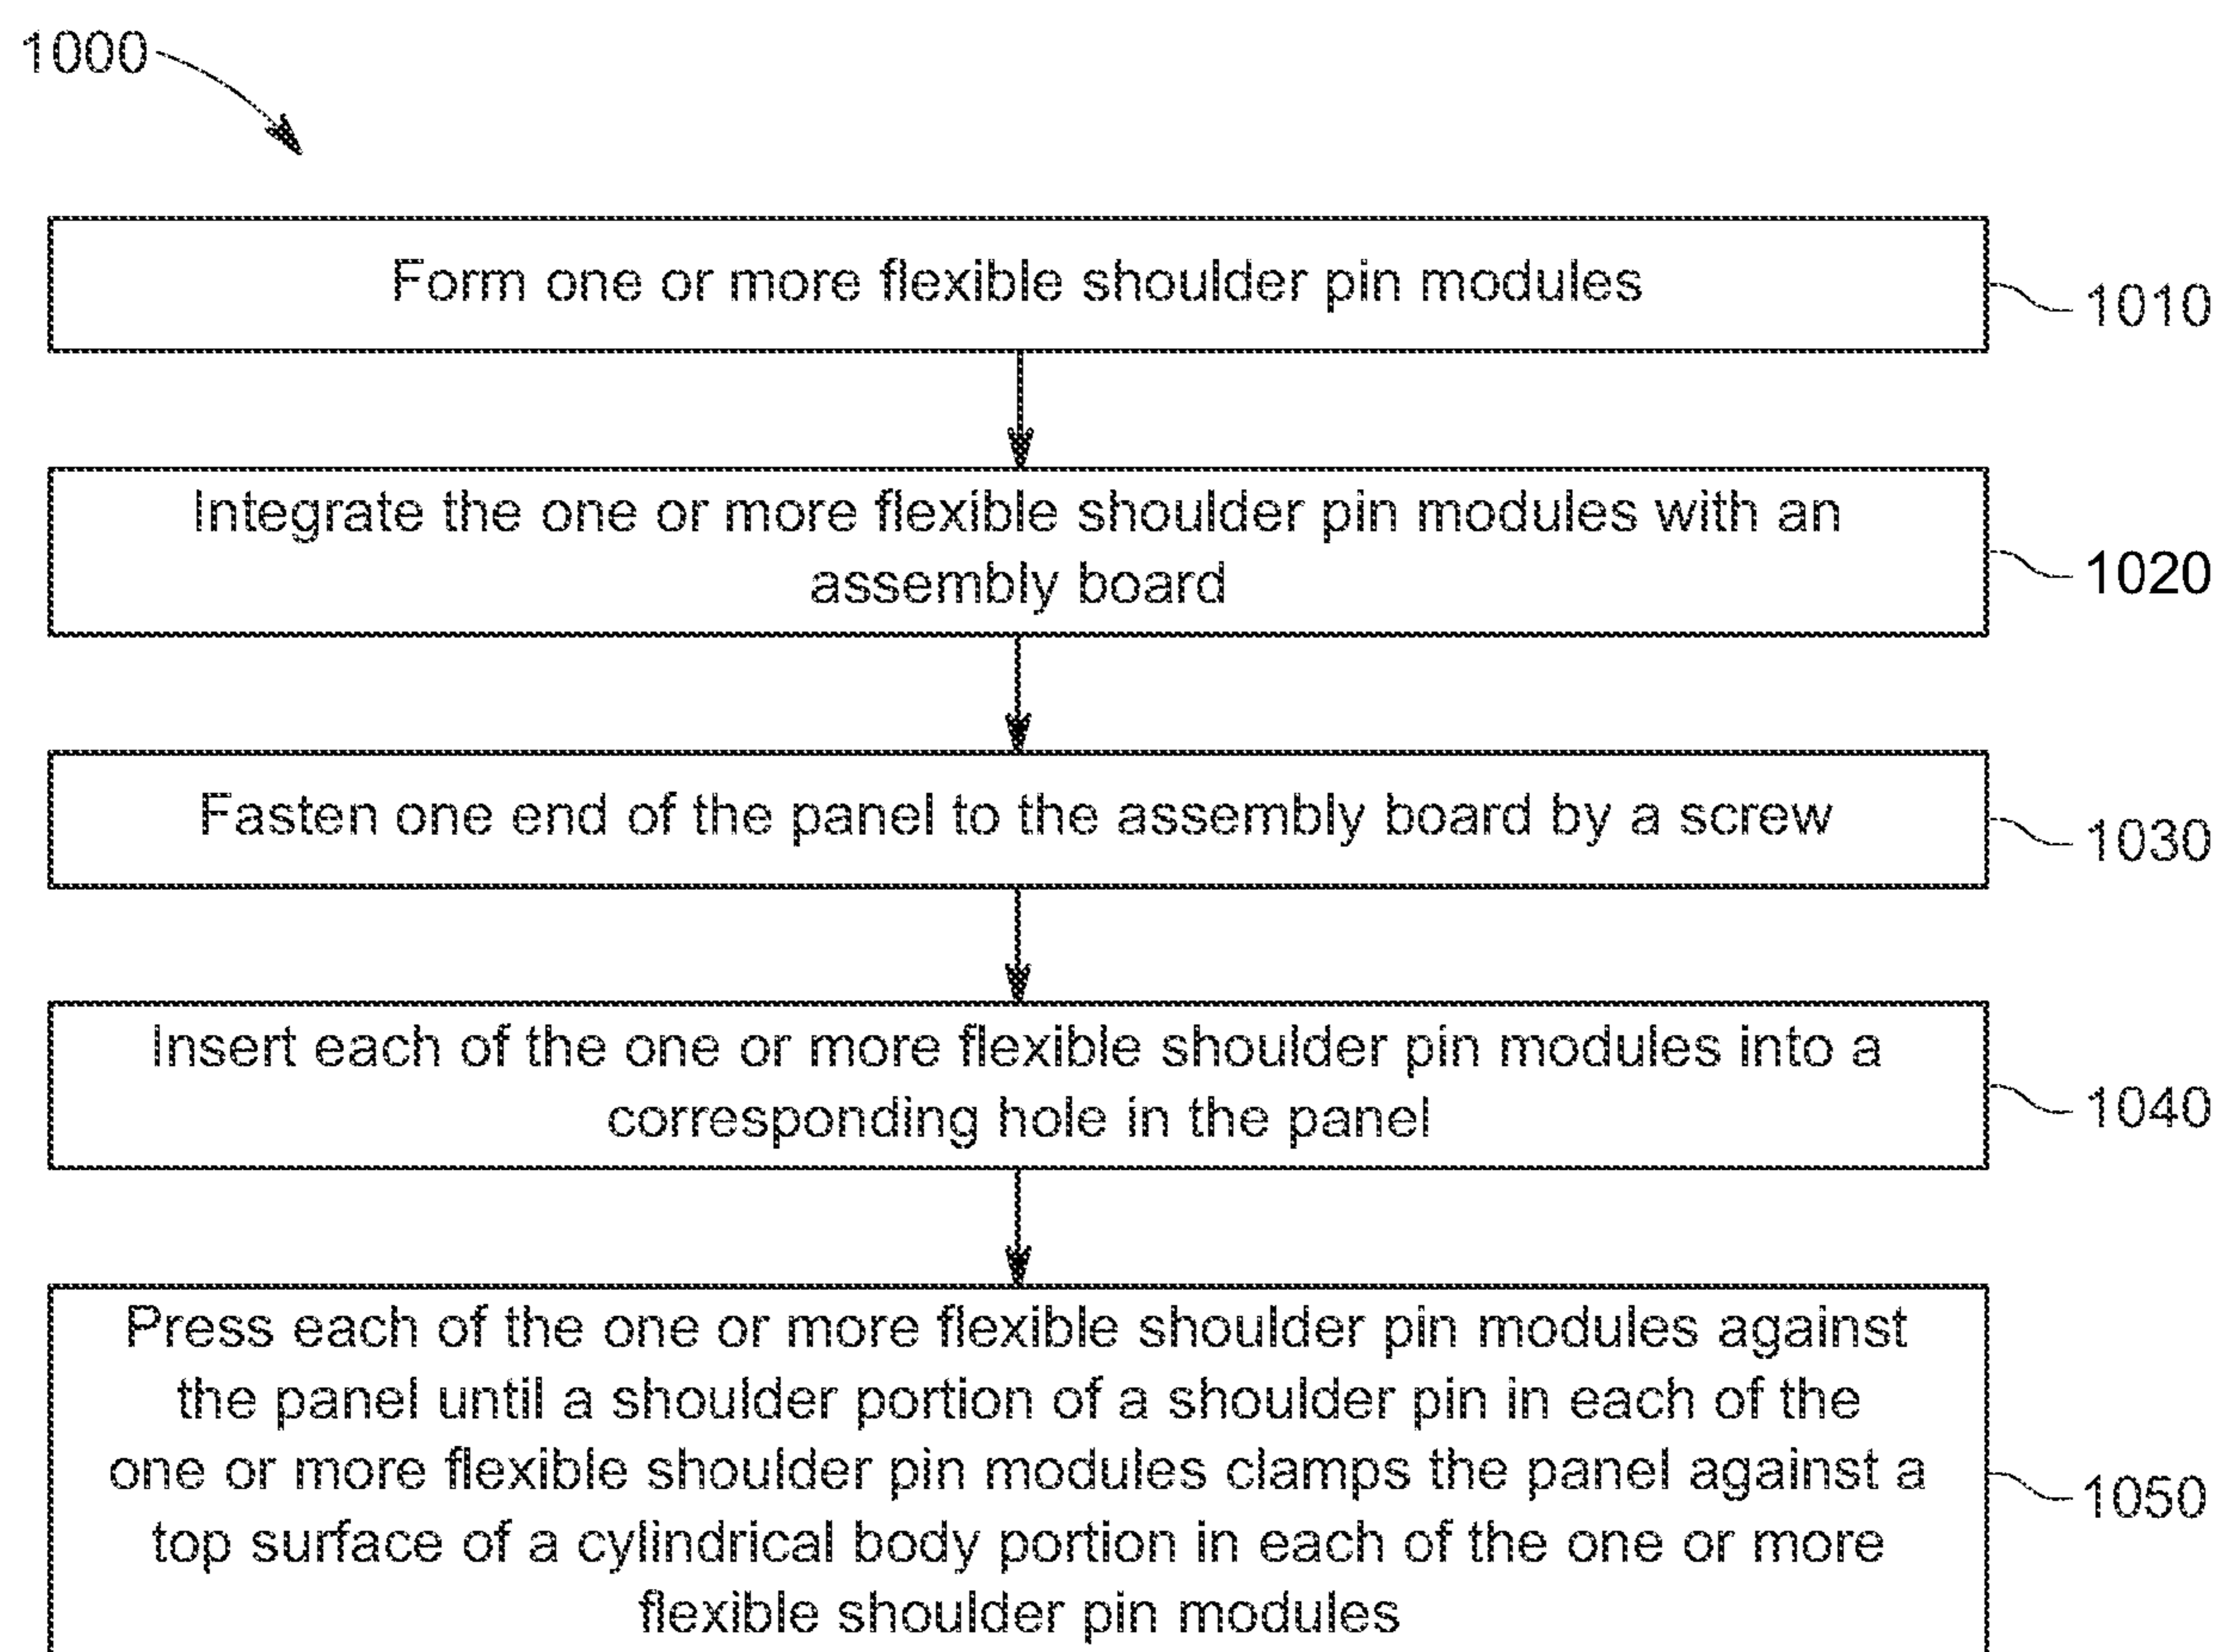 1000
Form one or more flexible shoulder pin modules
1010
Integrate the one or more flexible shoulder pin modules with an
assembly board
1020
Fasten one end of the panel to the assembly board by a screw
1030
Insert each of the one or more flexible shoulder pin modules into a
corresponding hole in the panel
1040
Press each of the one or more flexible shoulder pin modules against
the panel until a shoulder portion of a shoulder pin in each of the
one or more flexible shoulder pin modules clamps the panel against a
top surface of a cylindrical body portion in each of the one or more
flexible shoulder pin modules
1050